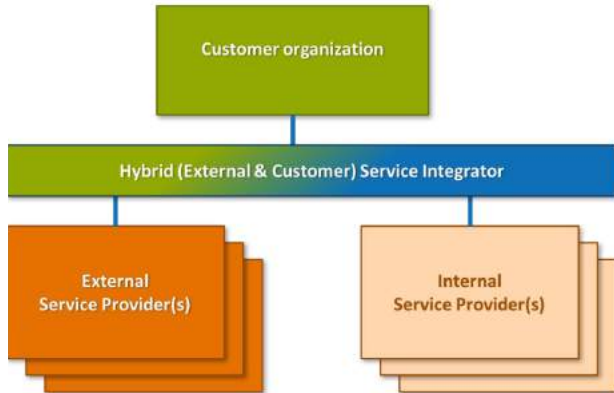 Customer organization
Hybrid (External & Customer) Service Integrator
External
Service Provider(s)
Internal
Service Provider(s)